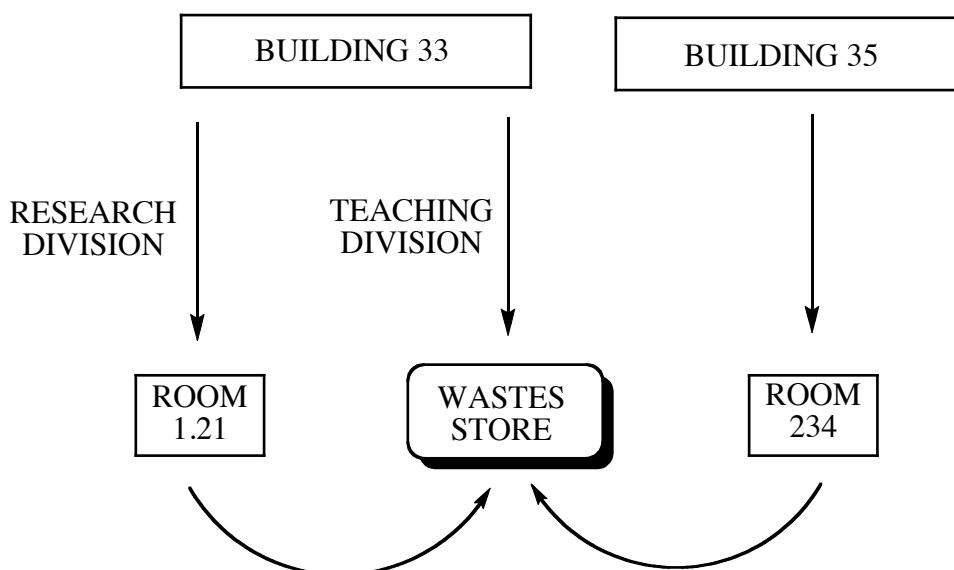 BUILDING 33
BUILDING 35
RESEARCH
DIVISION
TEACHING
DIVISION
ROOM
1.21
WASTES
STORE
ROOM
234